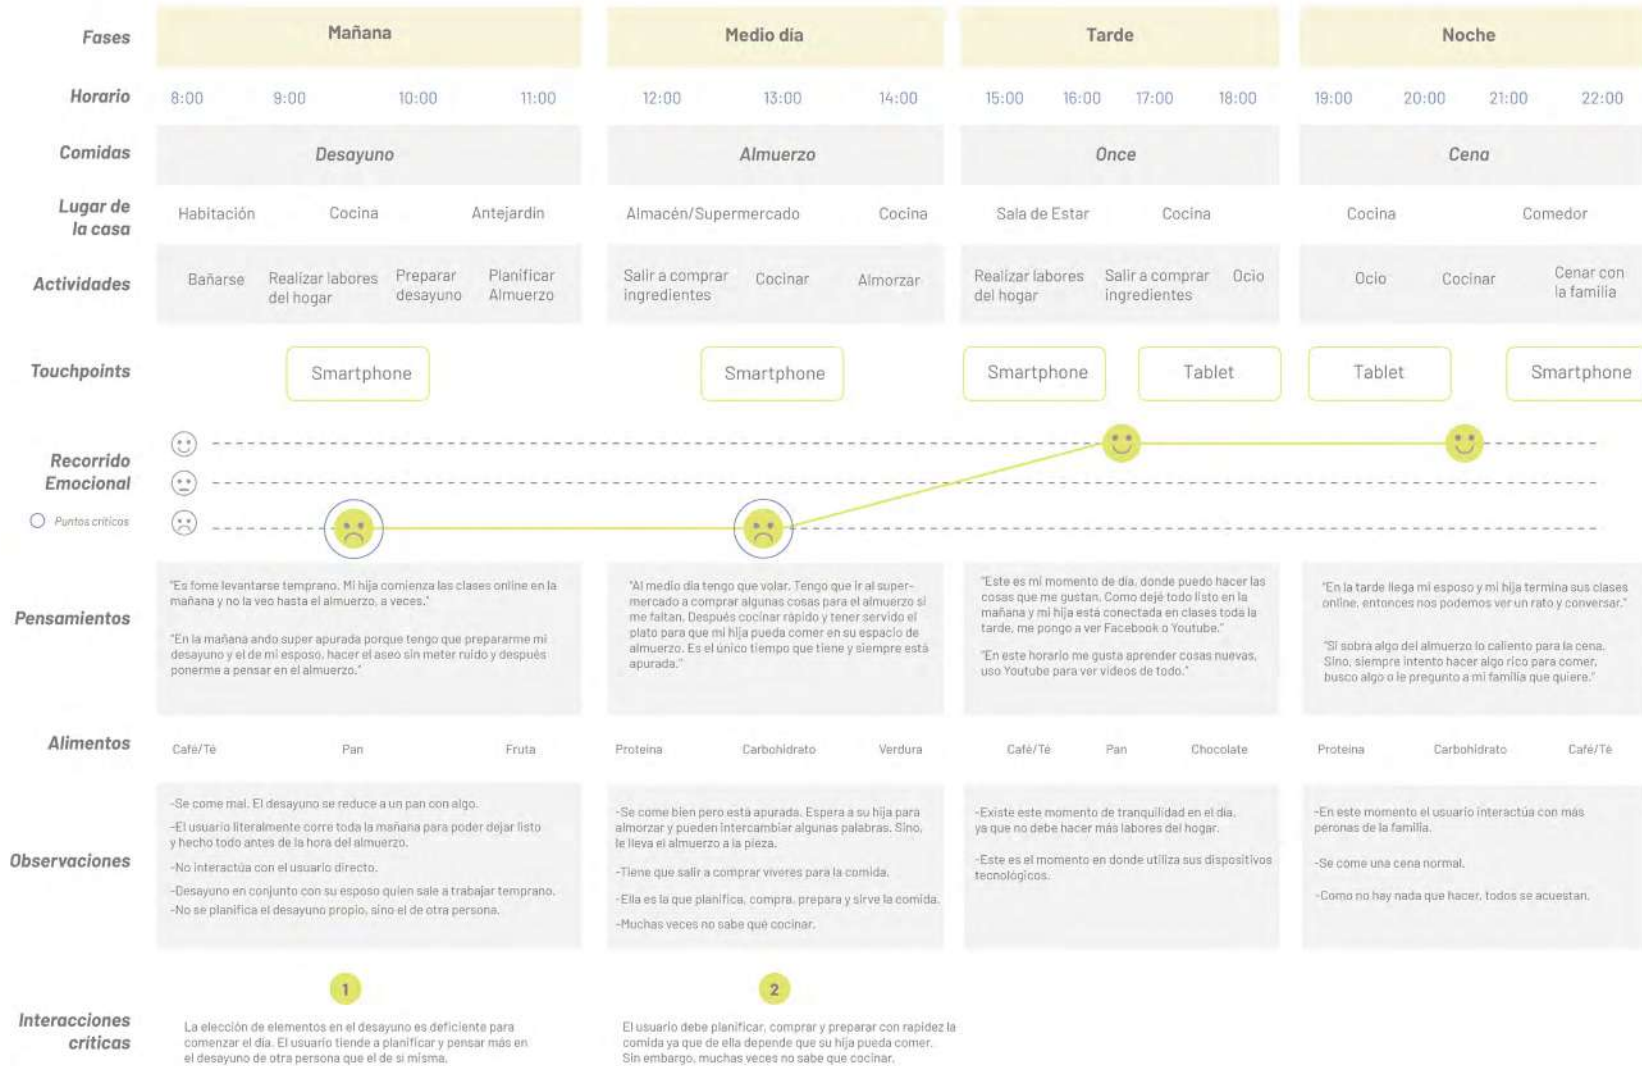 Fases
Mañana
Medio día
Tarde
Noche
Horario
8:00 9:00 10:00 11:00
12:00 13:00 14:00
15:00 16:00 17:00 18:00
19:00 20:00 21:00 22:00
Comidas
Desayuno
Almuerzo
Once
Cena
Lugar de
la casa
Habitación Cocina Antejardín
Almacén/Supermercado Cocina
Sala de Estar Cocina
Cocina Comedor
Actividades
Bañarse
Realizar labores
del hogar
Preparar
desayuno
Planificar
Almuerzo
Salir a comprar
ingredientes
Cocinar
Almorzar
Realizar labores
del hogar
Salir a comprar
ingredientes
Ocio
Ocio
Cocinar
Cenar con
la familia
Touchpoints
Smartphone
Smartphone
Smartphone
Tablet
Tablet
Smartphone
Recorrido
Emocional
Puntos críticos
Pensamientos
"Es fome levantarse temprano. Mi hija comienza las clases online en la
mañana y no la veo hasta el almuerzo, a veces."
"En la mañana ando super apurada porque tengo que prepararme mi
desayuno y el de mi esposo, hacer el aseo sin meter ruido y después
ponerme a pensar en el almuerzo."
"Al medio día tengo que volar. Tengo que ir al super-
mercado a comprar algunas cosas para el almuerzo si
me faltan. Después cocinar rápido y tener servido el
plato para que mi hija pueda comer en su espacio de
almuerzo. Es el único tiempo que tiene y siempre está
apurada."
"Este es mi momento de día, donde puedo hacer las
cosas que me gustan. Como dejé todo listo en la
mañana y mi hija está conectada en clases toda la
tarde, me pongo a ver Facebook o Youtube."
"En este horario me gusta aprender cosas nuevas,
uso Youtube para ver videos de todo."
"En la tarde llega mi esposo y mi hija termina sus clases
online, entonces nos podemos ver un rato y conversar."
"Si sobra algo del almuerzo lo caliento para la cena.
Sino, siempre intento hacer algo rico para comer,
busco algo o le pregunto a mi familia que quiere."
Alimentos
Café/Té Pan Fruta
Proteína Carbohidrato Verdura
Café/Té Pan Chocolate
Proteína Carbohidrato Café/Té
Observaciones
-Se come mal. El desayuno se reduce a un pan con algo.
-El usuario literalmente corre toda la mañana para poder dejar listo
y hecho todo antes de la hora del almuerzo.
-No interactúa con el usuario directo.
-Desayuno en conjunto con su esposo quien sale a trabajar temprano.
-No se planifica el desayuno propio, sino el de otra persona.
-Se come bien pero está apurada. Espera a su hija para
almorzar y pueden intercambiar algunas palabras. Sino,
le lleva el almuerzo a la pieza.
-Tiene que salir a comprar víveres para la comida.
-Ella es la que planifica, compra, prepara y sirve la comida.
-Muchas veces no sabe qué cocinar.
-Existe este momento de tranquilidad en el día,
ya que no debe hacer más labores del hogar.
-Este es el momento en donde utiliza sus dispositivos
tecnológicos.
-En este momento el usuario interactúa con más
peronas de la familia.
-Se come una cena normal.
-Como no hay nada que hacer, todos se acuestan.
Interacciones
críticas
1
La elección de elementos en el desayuno es deficiente para
comenzar el día. El usuario tiende a planificar y pensar más en
el desayuno de otra persona que el de sí misma.
2
El usuario debe planificar, comprar y preparar con rapidez la
comida ya que de ella depende que su hija pueda comer.
Sin embargo, muchas veces no sabe que cocinar.